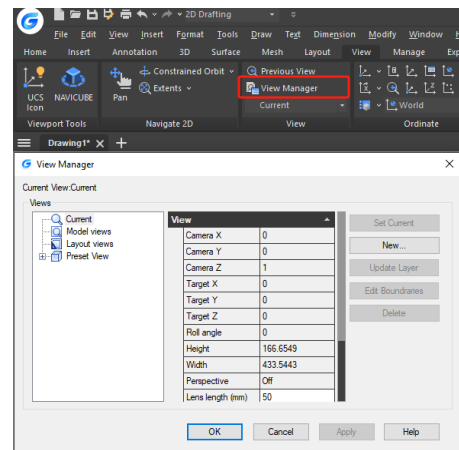 2D Drafting
File Edit View Insert Format Tools Draw Text Dimension Modify Window
Home Insert Annotation 3D Surface Mesh Layout View Manage Exp
Constrained Orbit Previous View
Extents View Manager
UCS Icon NAVICUBE Pan Current World
Viewport Tools Navigate 2D View Ordinate
Drawing1*
View Manager
Current View:Current
Views
Current
Model views
Layout views
Preset View
View
Camera X 0
Camera Y 0
Camera Z 1
Target X 0
Target Y 0
Target Z 0
Roll angle 0
Height 166.6549
Width 433.5443
Perspective Off
Lens length (mm) 50
Set Current
New...
Update Layer
Edit Boundraries
Delete
OK Cancel Apply Help